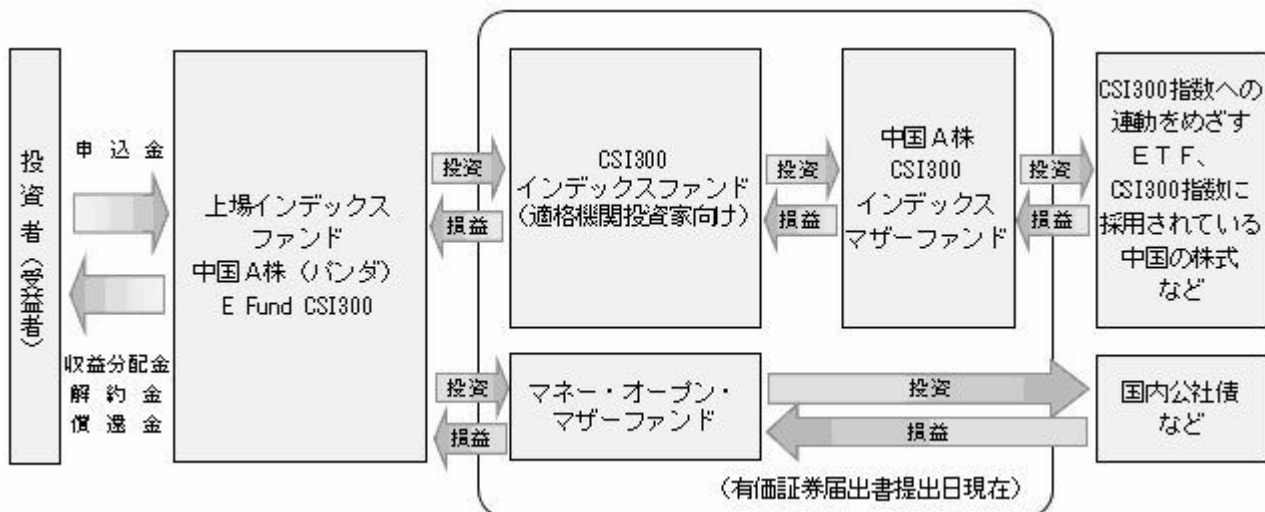 投資者(受益者)
申込金
収益分配金
解約金
償還金
上場インデックス
ファンド
中国A株(パンダ)
E Fund CSI300
投資
損益
CSI300
インデックスファンド
(適格機関投資家向け)
投資
損益
中国A株
CSI300
インデックス
マザーファンド
投資
損益
CSI300指数への
連動をめざす
ETF、
CSI300指数に
採用されている
中国の株式
など
投資
損益
マネー・オープン・
マザーファンド
投資
損益
国内公社債
など
(有価証券届出書提出日現在)